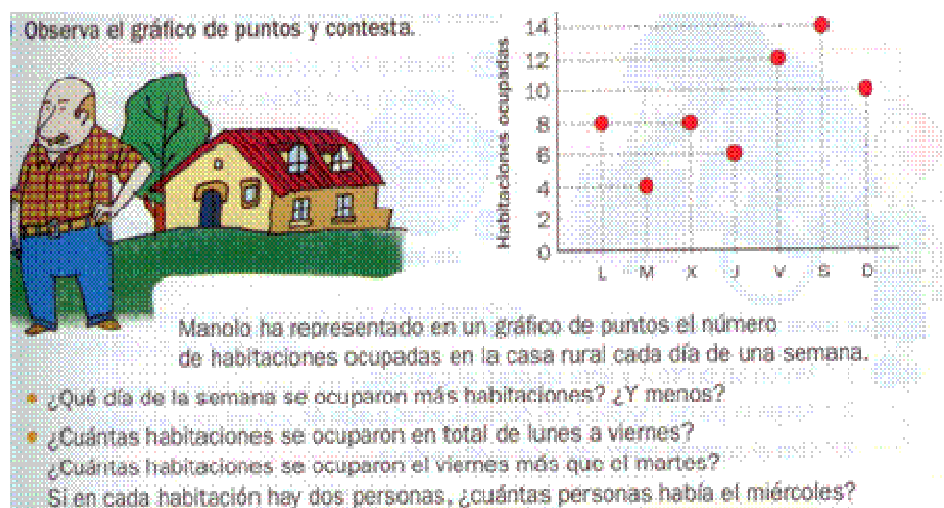 Observa el gráfico de puntos y contesta.
Habitaciones ocupadas
14
12
10
8
6
4
2
0
L M X J V S D
Manolo ha representado en un gráfico de puntos el número
de habitaciones ocupadas en la casa rural cada día de una semana.
• ¿Qué día de la semana se ocuparon más habitaciones? ¿Y menos?
• ¿Cuántas habitaciones se ocuparon en total de lunes a viernes?
¿Cuántas habitaciones se ocuparon el viernes más que el martes?
Si en cada habitación hay dos personas, ¿cuántas personas había el miércoles?